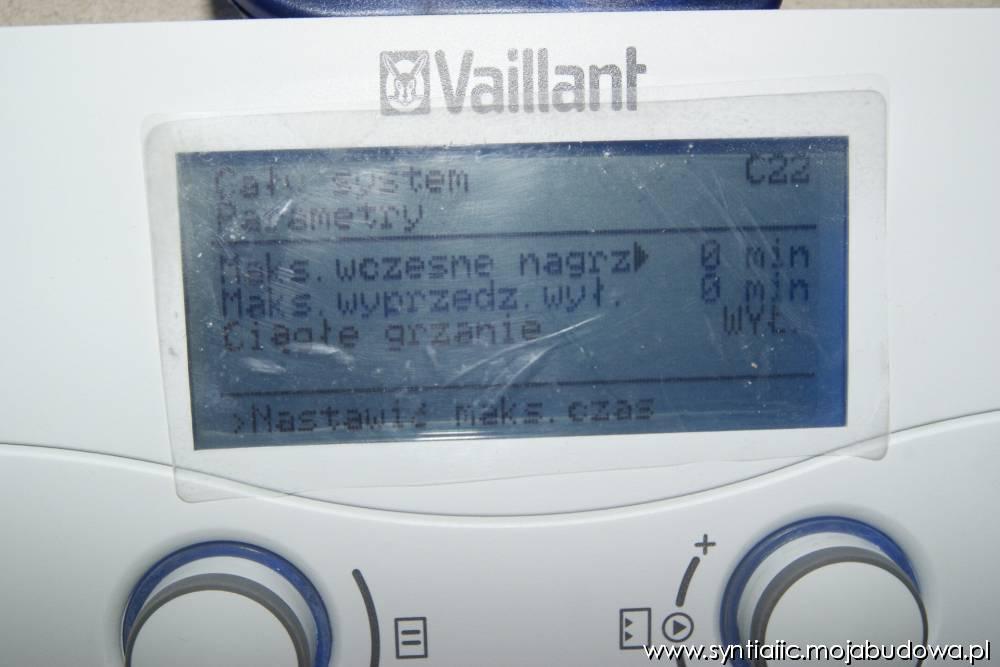 Vaillant
Cały system C22
Parametry
Maks.wczesne nagrz▶ 0 min
Maks.wyprzedz.wył. 0 min
Ciągłe grzanie WYŁ.
>Nastawić maks.czas
+
www.syntialic.mojabudowa.pl